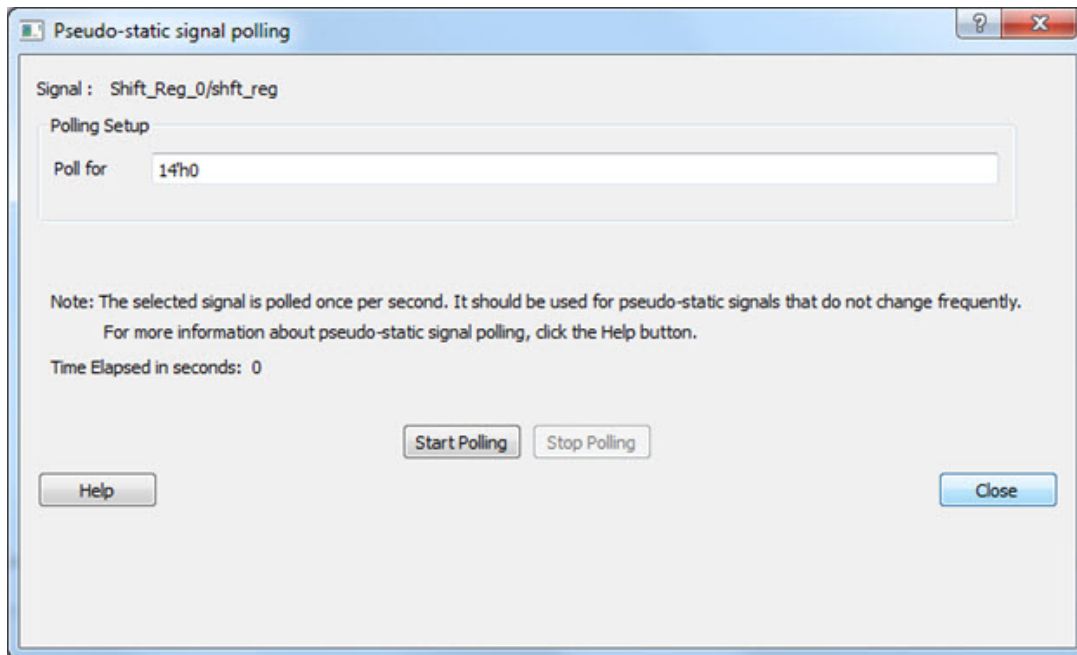 Pseudo-static signal polling
Signal : Shift_Reg_0/shft_reg
Polling Setup
Poll for 14'h0
Note: The selected signal is polled once per second. It should be used for pseudo-static signals that do not change frequently.
For more information about pseudo-static signal polling, click the Help button.
Time Elapsed in seconds: 0
Start Polling Stop Polling
Help Close